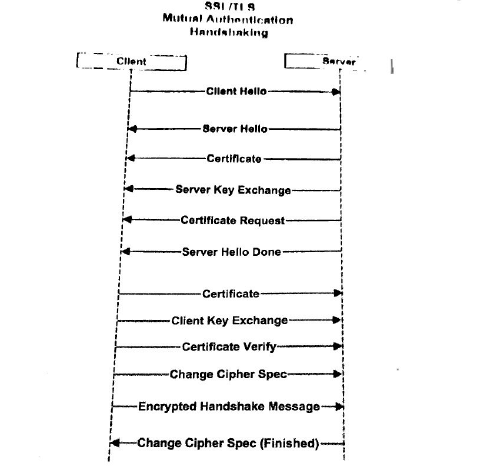 SSL/TLS
Mutual Authentication
Handshaking
Client
Server
Client Hello
Server Hello
Certificate
Server Key Exchange
Certificate Request
Server Hello Done
Certificate
Client Key Exchange
Certificate Verify
Change Cipher Spec
Encrypted Handshake Message
Change Cipher Spec (Finished)